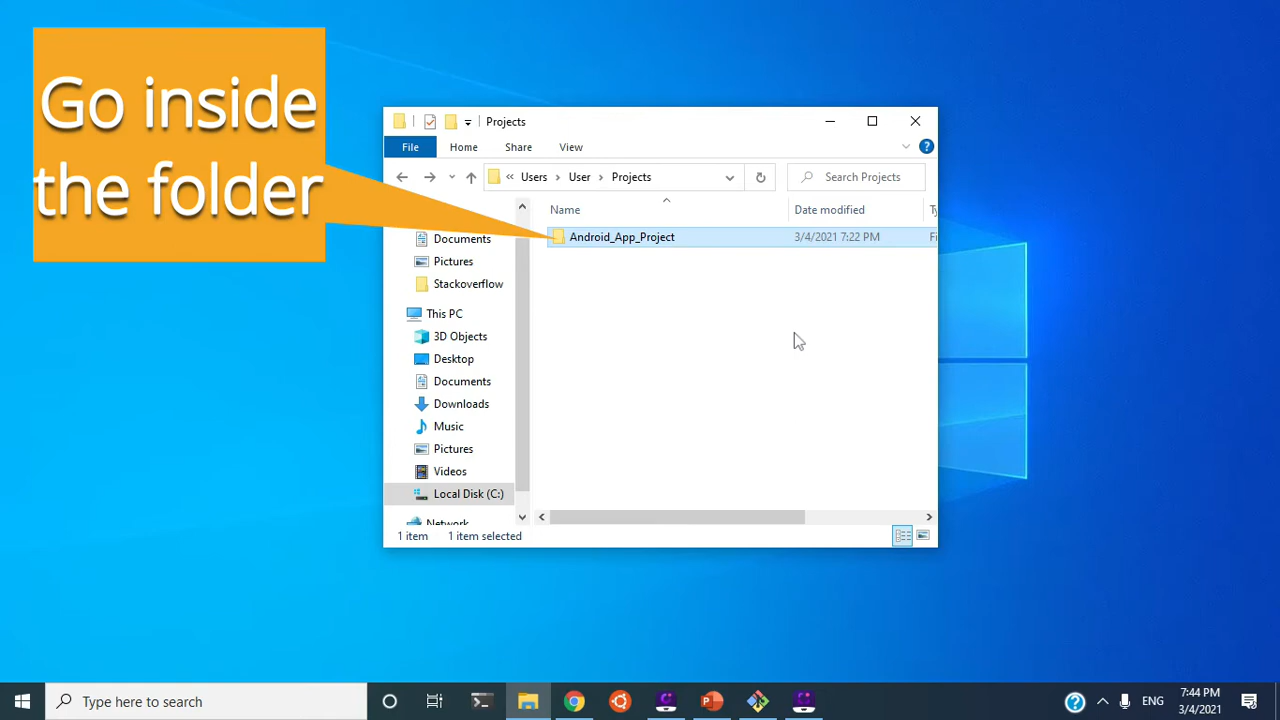 Go inside
the folder
Projects
File
Home
Share
View
« Users > User > Projects
Search Projects
Name
Date modified
Android_App_Project
3/4/2021 7:22 PM
Fi
Documents
Pictures
Stackoverflow
This PC
3D Objects
Desktop
Documents
Downloads
Music
Pictures
Videos
Local Disk (C:)
Network
1 item
1 item selected
Type here to search
ENG
7:44 PM
3/4/2021